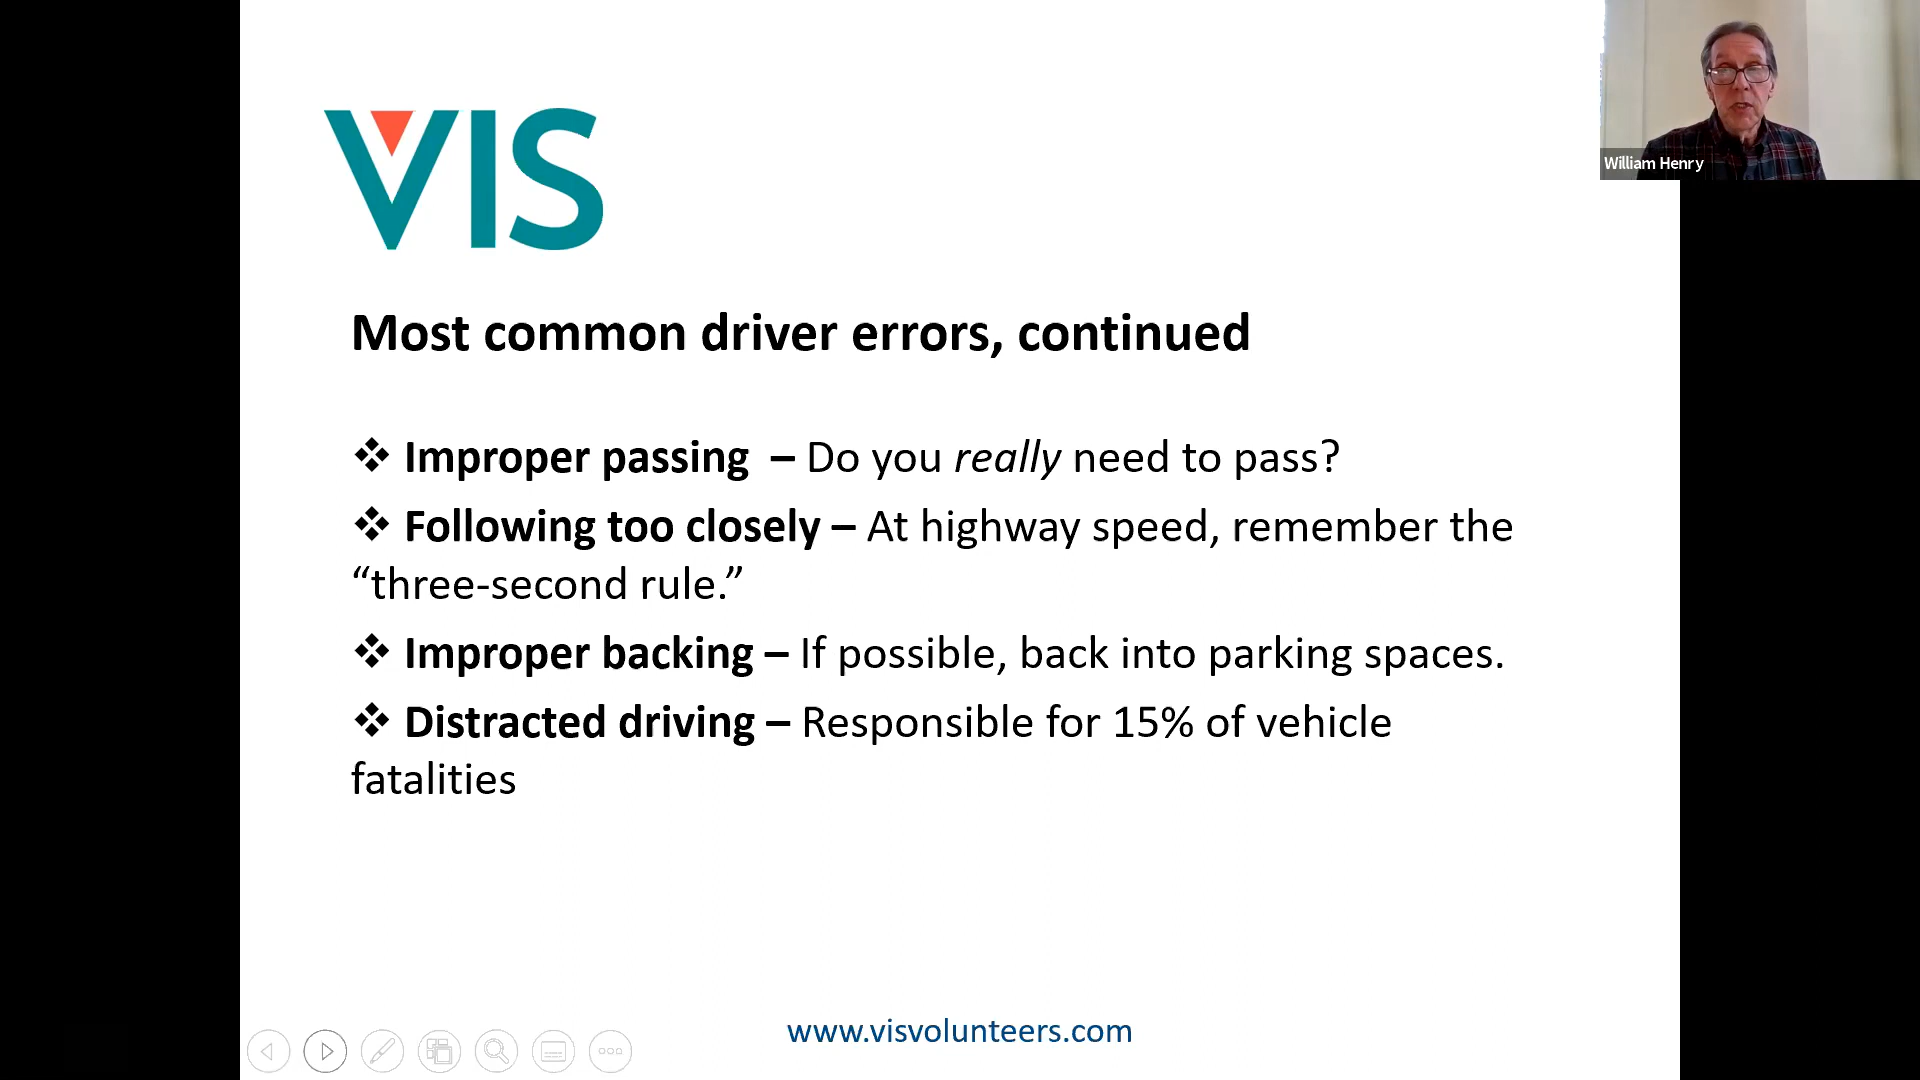 VIS
William Henry
Most common driver errors, continued
❖ Improper passing – Do you really need to pass?
❖ Following too closely – At highway speed, remember the
“three-second rule.”
❖ Improper backing – If possible, back into parking spaces.
❖ Distracted driving – Responsible for 15% of vehicle
fatalities
www.visvolunteers.com